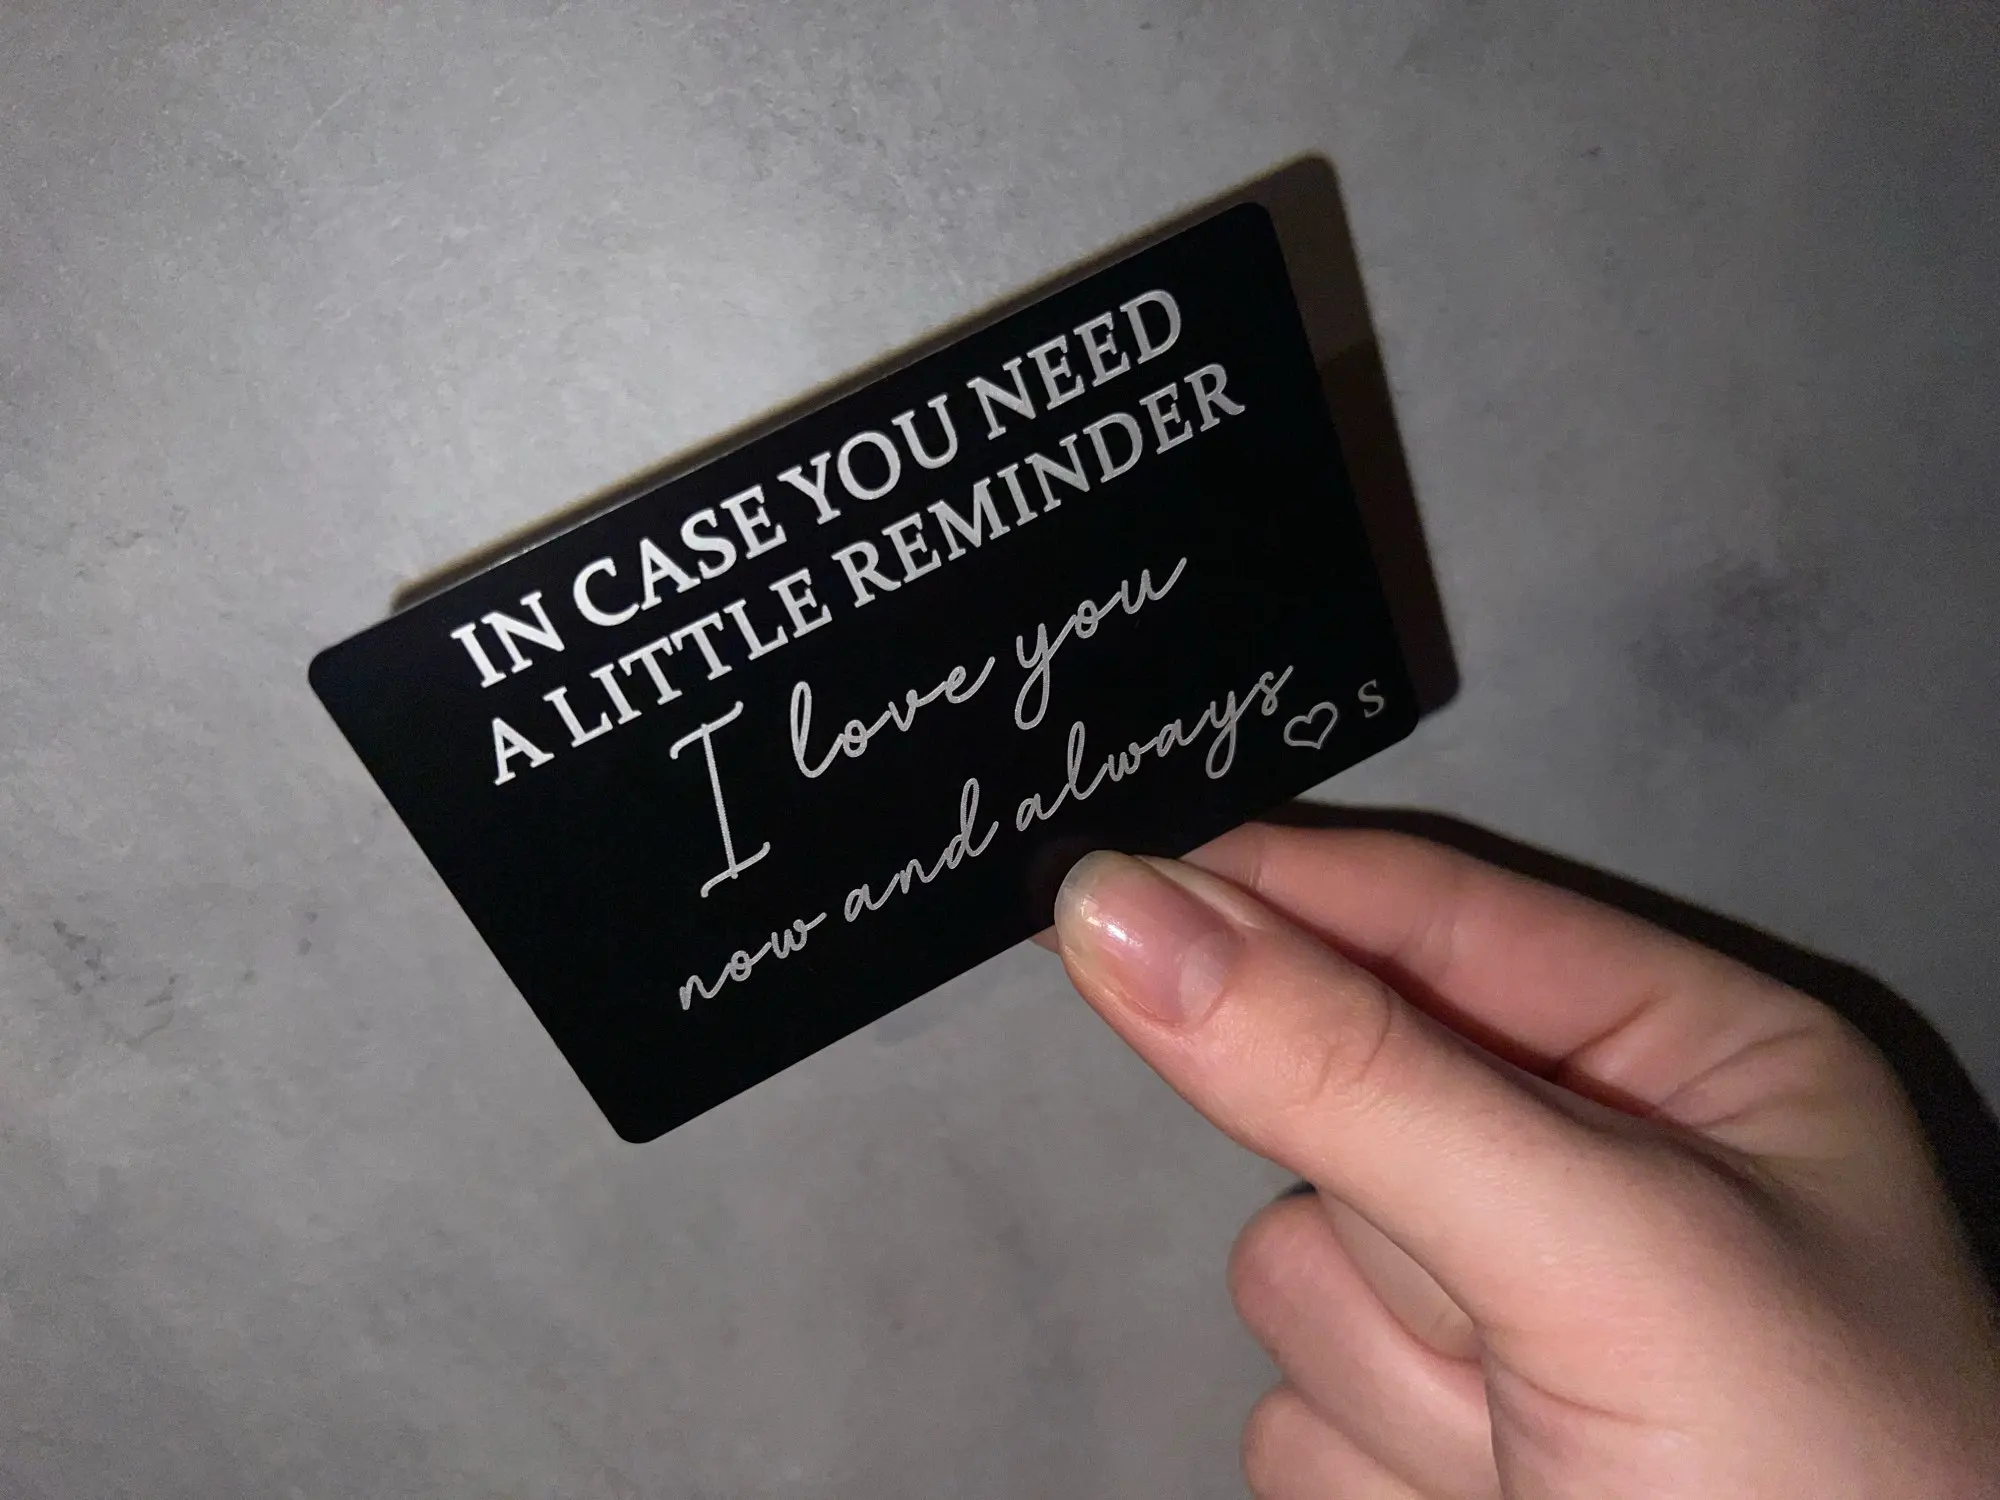 IN CASE YOU NEED
A LITTLE REMINDER
I love you
now and always
♡ S